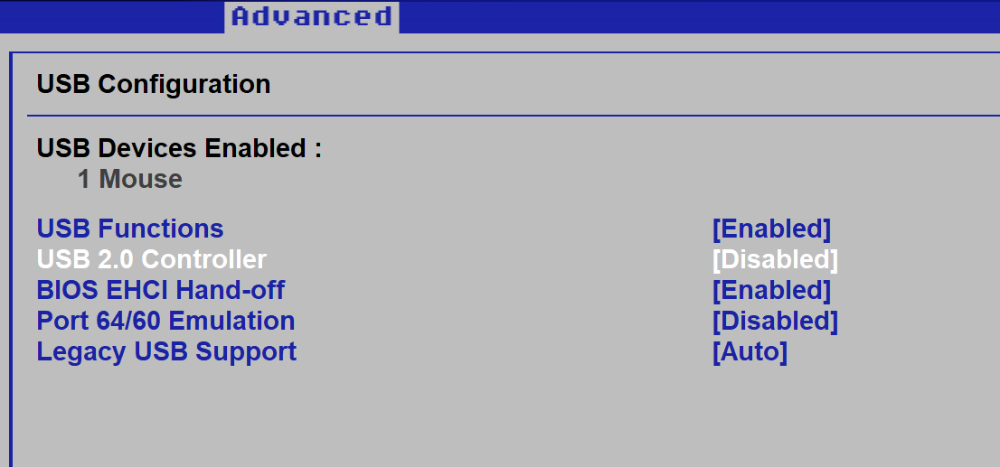 Advanced
USB Configuration
USB Devices Enabled :
1 Mouse
USB Functions [Enabled]
USB 2.0 Controller [Disabled]
BIOS EHCI Hand-off [Enabled]
Port 64/60 Emulation [Disabled]
Legacy USB Support [Auto]